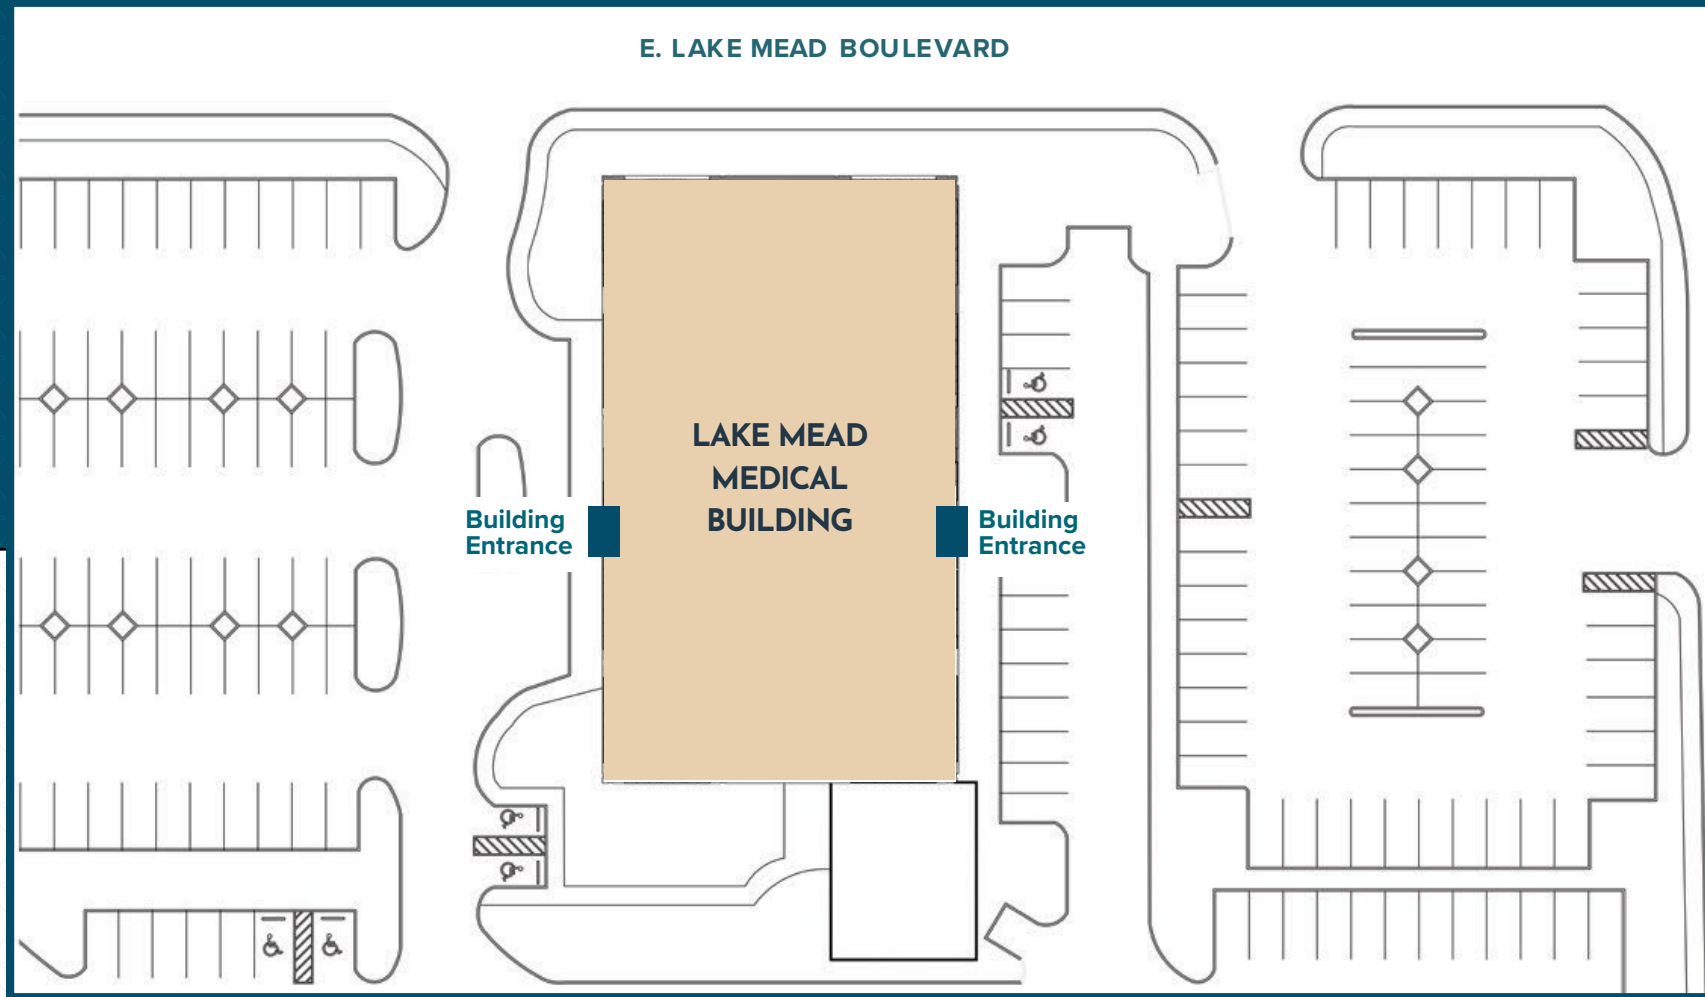 E. LAKE MEAD BOULEVARD
LAKE MEAD
MEDICAL
BUILDING
Building
Entrance
Building
Entrance